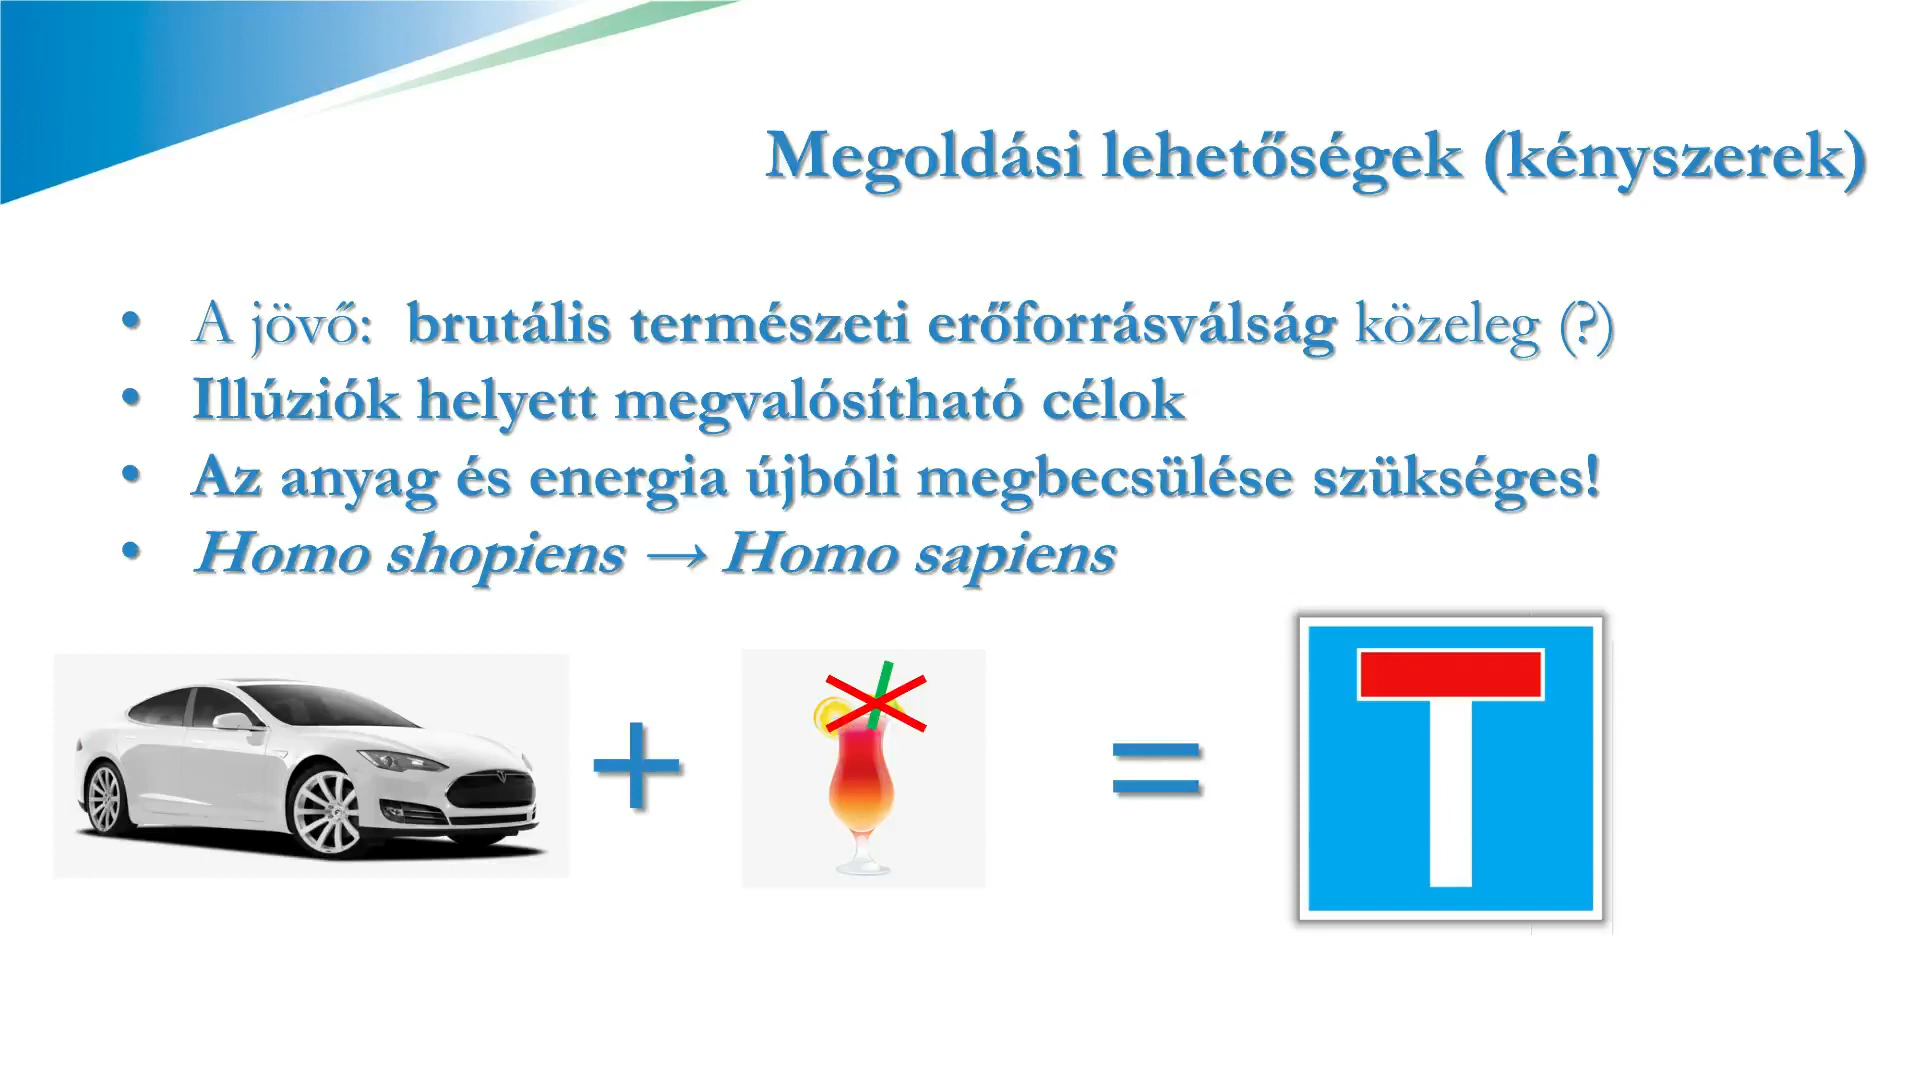 Megoldási lehetőségek (kényszerek)
• A jövő: brutális természeti erőforrásválság közeleg (?)
• Illúziók helyett megvalósítható célok
• Az anyag és energia újbóli megbecsülése szükséges!
• Homo shopiens → Homo sapiens
+ =